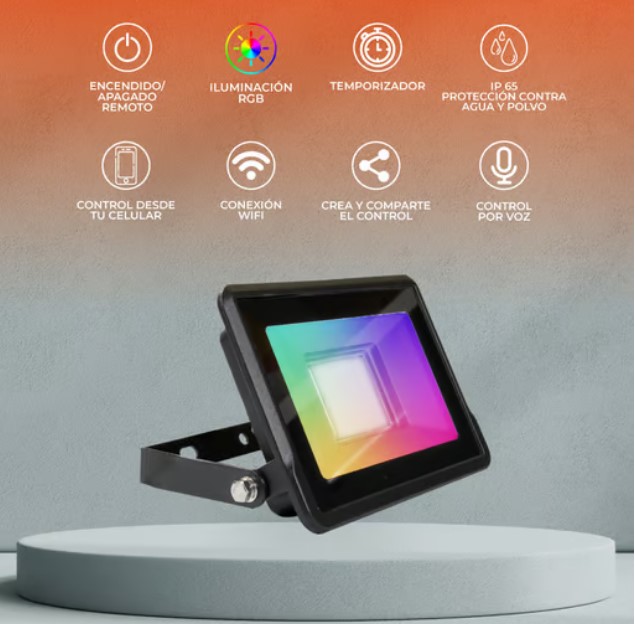 ENCENDIDO/
APAGADO
REMOTO
ILUMINACIÓN
RGB
TEMPORIZADOR
IP 65
PROTECCIÓN CONTRA
AGUA Y POLVO
CONTROL DESDE
TU CELULAR
CONEXIÓN
WIFI
CREA Y COMPARTE
EL CONTROL
CONTROL
POR VOZ